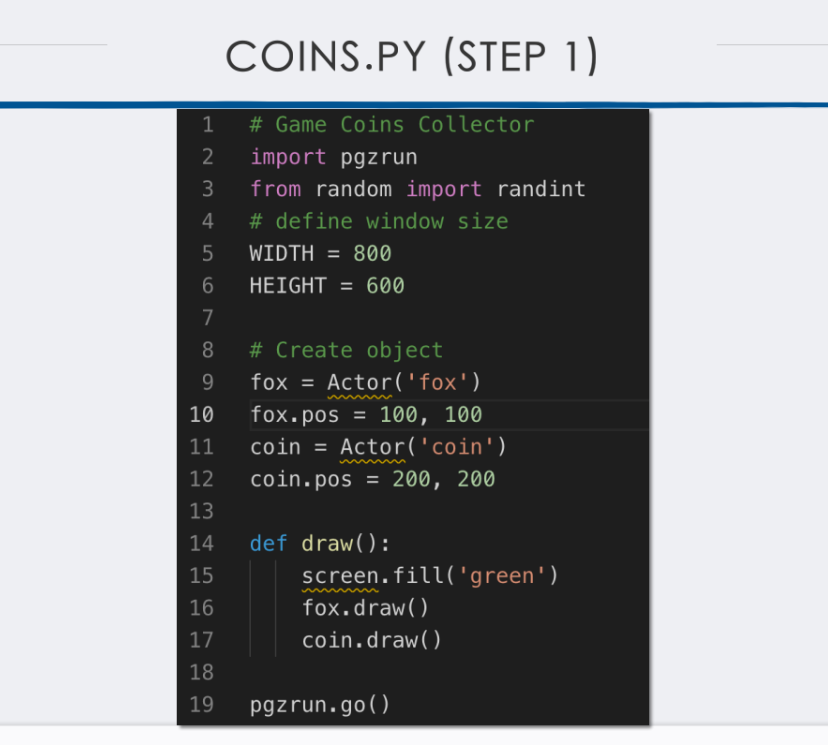 COINS.PY (STEP 1)
1 # Game Coins Collector
2 import pgzrun
3 from random import randint
4 # define window size
5 WIDTH = 800
6 HEIGHT = 600
7
8 # Create object
9 fox = Actor('fox')
10 fox.pos = 100, 100
11 coin = Actor('coin')
12 coin.pos = 200, 200
13
14 def draw():
15     screen.fill('green')
16     fox.draw()
17     coin.draw()
18
19 pgzrun.go()